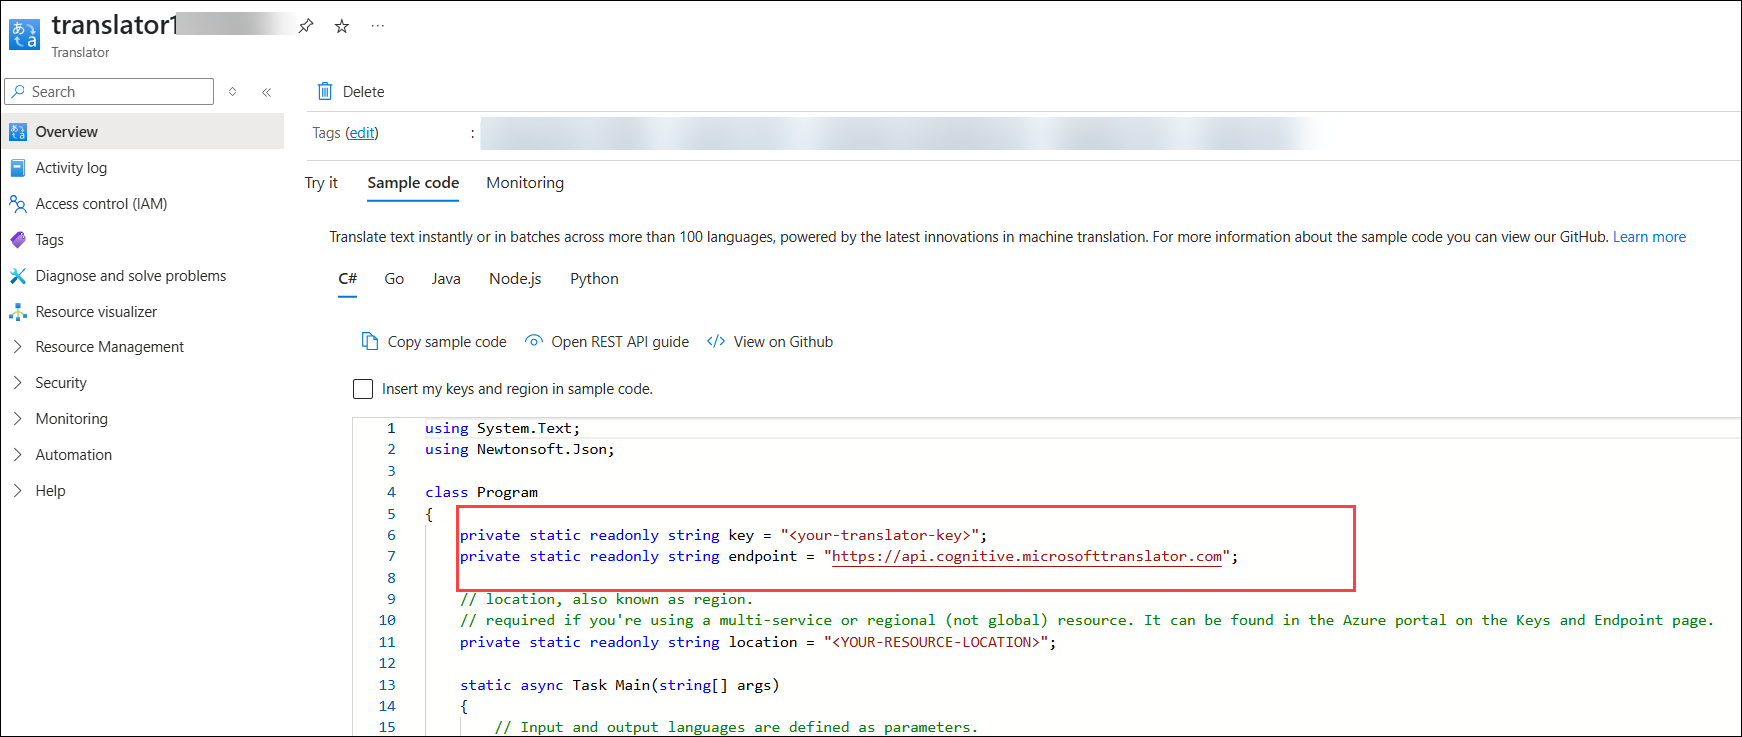 translator1
Translator
Search
Delete
Overview
Tags (edit) :
Activity log
Try it Sample code Monitoring
Access control (IAM)
Tags
Translate text instantly or in batches across more than 100 languages, powered by the latest innovations in machine translation. For more information about the sample code you can view our GitHub. Learn more
Diagnose and solve problems
C# Go Java Node.js Python
Resource visualizer
Resource Management
Copy sample code Open REST API guide View on Github
Security
Insert my keys and region in sample code.
Monitoring
Automation
Help
1 using System.Text;
2 using Newtonsoft.Json;
3
4 class Program
5 {
6 private static readonly string key = "<your-translator-key>";
7 private static readonly string endpoint = "https://api.cognitive.microsofttranslator.com";
8
9 // location, also known as region.
10 // required if you're using a multi-service or regional (not global) resource. It can be found in the Azure portal on the Keys and Endpoint page.
11 private static readonly string location = "<YOUR-RESOURCE-LOCATION>";
12
13 static async Task Main(string[] args)
14 {
15 // Input and output languages are defined as parameters.